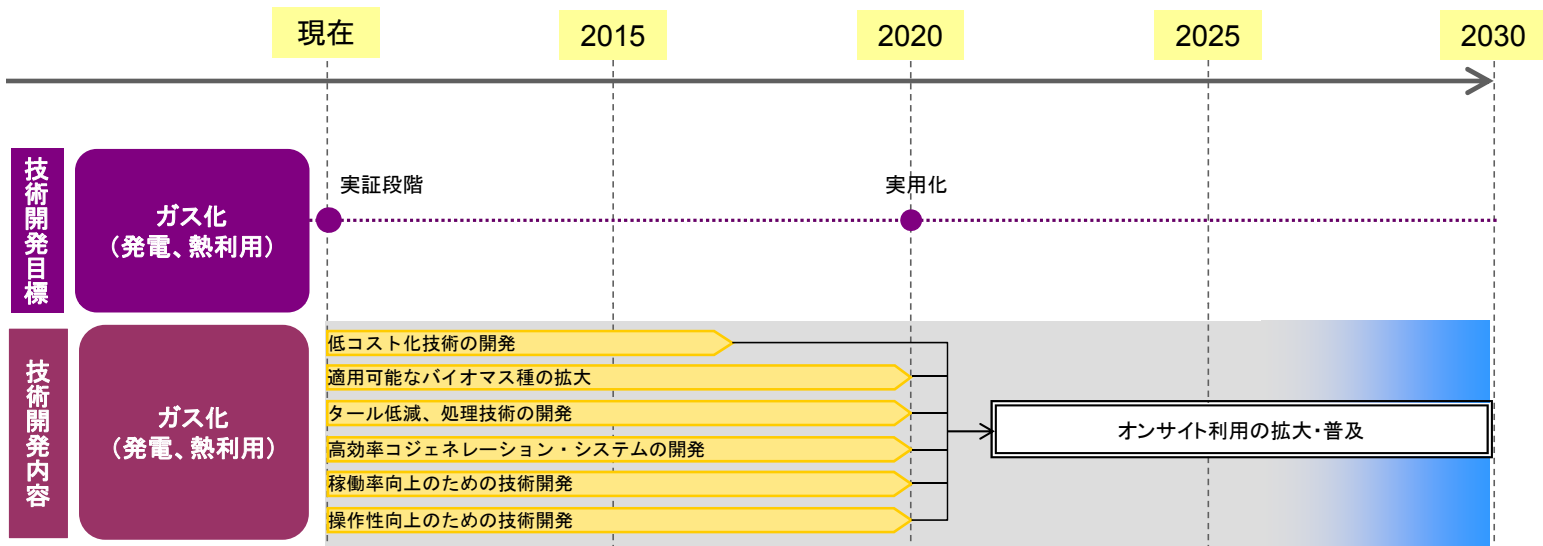 現在
2015
2020
2025
2030
技術開発目標
ガス化
（発電、熱利用）
実証段階
実用化
技術開発内容
ガス化
（発電、熱利用）
低コスト化技術の開発
適用可能なバイオマス種の拡大
タール低減、処理技術の開発
高効率コジェネレーション・システムの開発
稼働率向上のための技術開発
操作性向上のための技術開発
オンサイト利用の拡大・普及